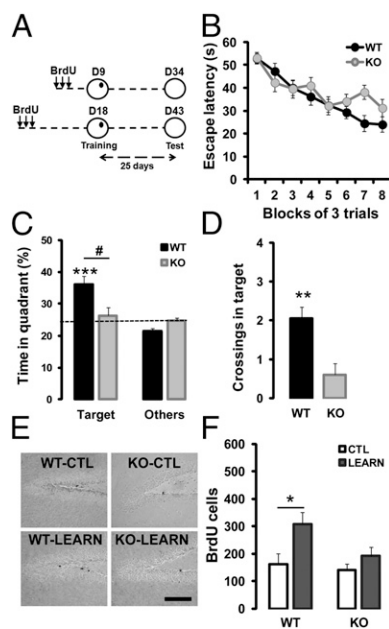 A
BrdU
D9
D34
BrdU
D18
D43
Training
Test
25 days
B
Escape latency (s)
60
50
40
30
20
10
0
WT
KO
1 2 3 4 5 6 7 8
Blocks of 3 trials
C
Time in quadrant (%)
50
40
30
20
10
0
WT
KO
#
***
Target Others
D
Crossings in target
4
3
2
1
0
**
WT KO
E
WT-CTL KO-CTL
WT-LEARN KO-LEARN
F
BrdU cells
600
500
400
300
200
100
0
CTL
LEARN
*
WT KO